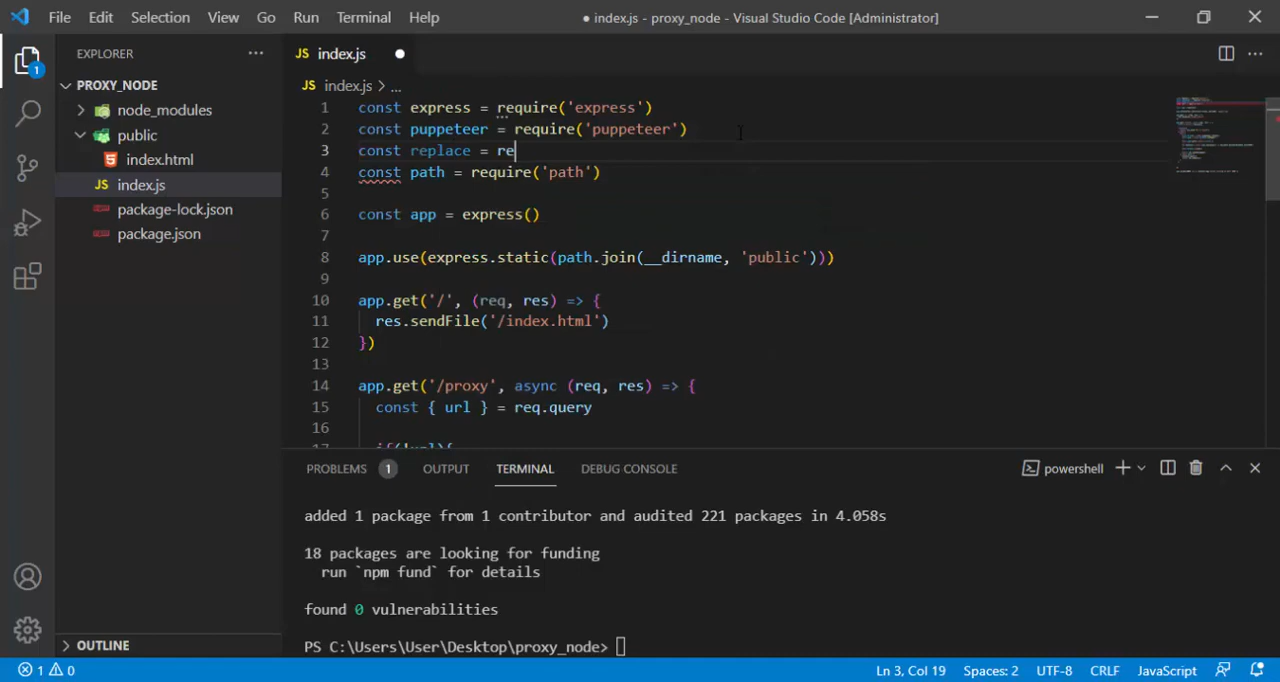 File Edit Selection View Go Run Terminal Help ● index.js - proxy_node - Visual Studio Code [Administrator]
EXPLORER ···
JS index.js ●
PROXY_NODE
JS index.js > ...
node_modules
public
index.html
JS index.js
package-lock.json
package.json
OUTLINE
1
1 const express = require('express')
2 const puppeteer = require('puppeteer')
3 const replace = re
4 const path = require('path')
5
6 const app = express()
7
8 app.use(express.static(path.join(__dirname, 'public')))
9
10 app.get('/', (req, res) => {
11 res.sendFile('/index.html')
12 })
13
14 app.get('/proxy', async (req, res) => {
15 const { url } = req.query
16
17 if(!url){
PROBLEMS 1 OUTPUT TERMINAL DEBUG CONSOLE powershell
added 1 package from 1 contributor and audited 221 packages in 4.058s
18 packages are looking for funding
run `npm fund` for details
found 0 vulnerabilities
PS C:\Users\User\Desktop\proxy_node>
1 0 Ln 3, Col 19 Spaces: 2 UTF-8 CRLF JavaScript